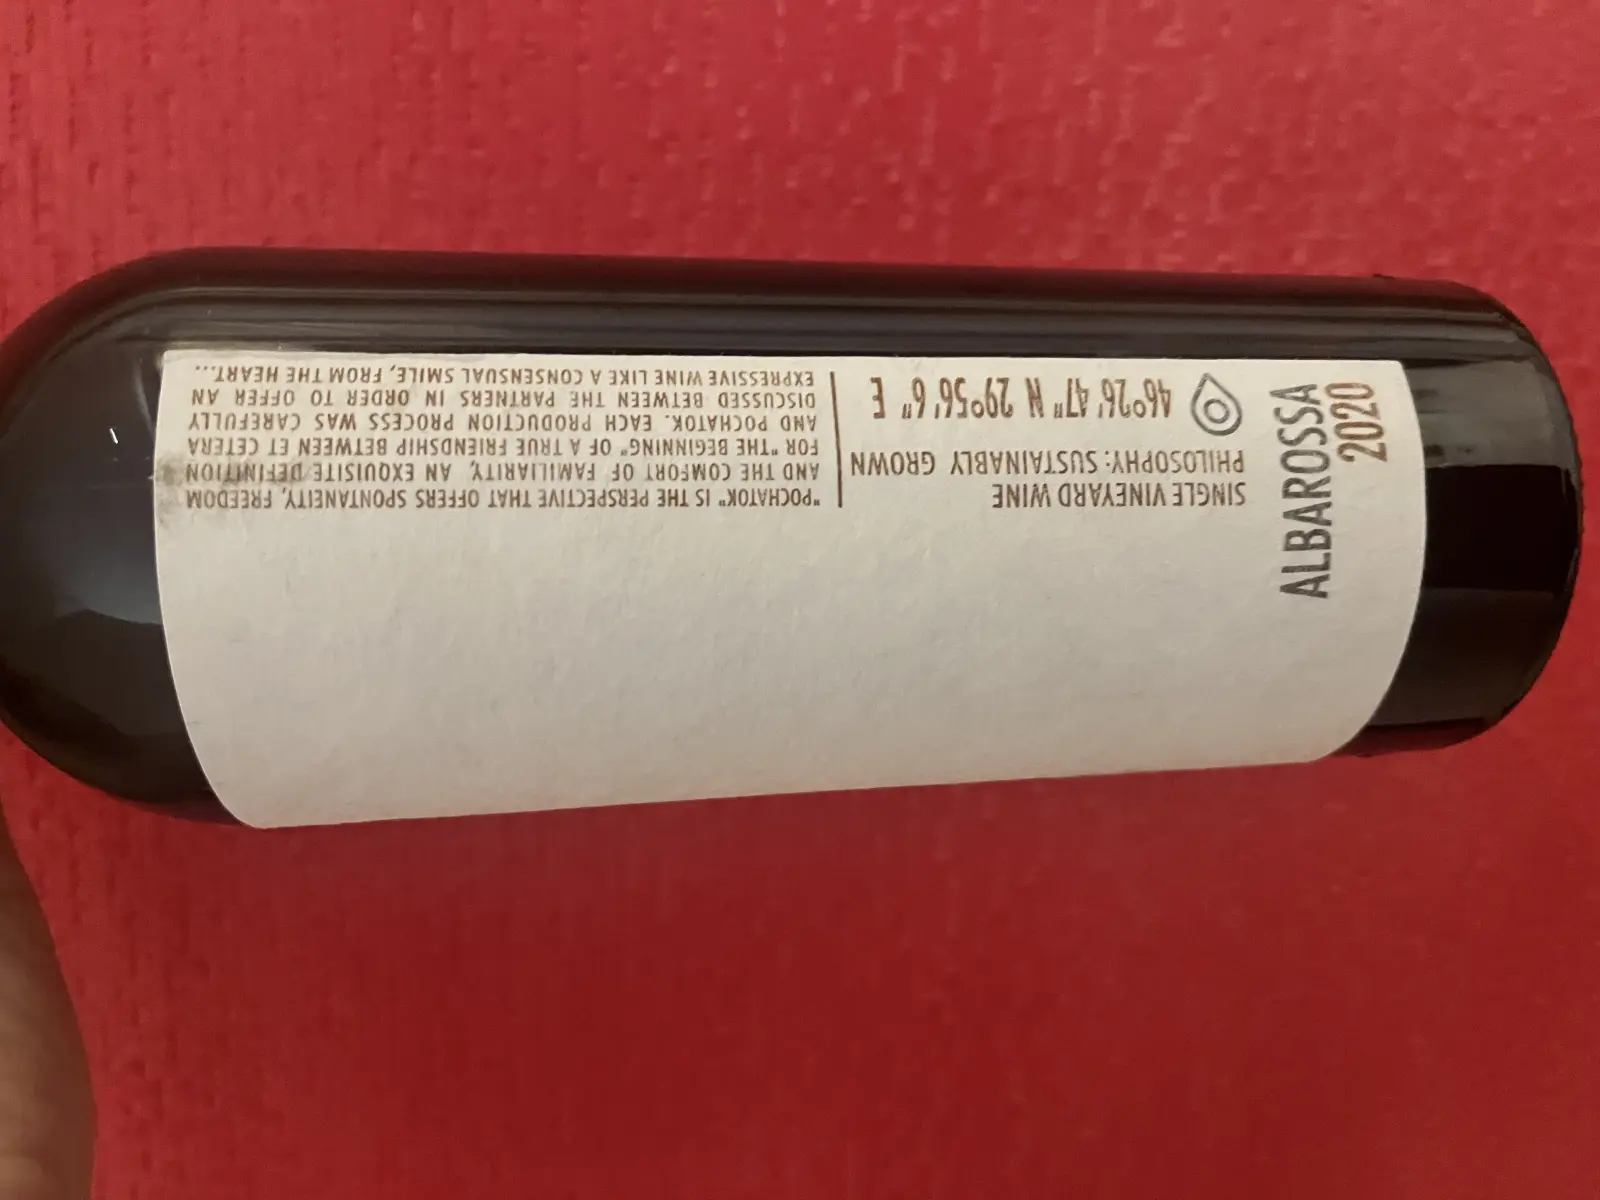 "POCHATOK" IS THE PERSPECTIVE THAT OFFERS SPONTANEITY, FREEDOM
AND THE COMFORT OF FAMILIARITY, AN EXQUISITE DEFINITION
FOR "THE BEGINNING" OF A TRUE FRIENDSHIP BETWEEN ET CETERA
AND POCHATOK. EACH PRODUCTION PROCESS WAS CAREFULLY
DISCUSSED BETWEEN THE PARTNERS IN ORDER TO OFFER AN
EXPRESSIVE WINE LIKE A CONSENSUAL SMILE, FROM THE HEART...
SINGLE VINEYARD WINE
PHILOSOPHY: SUSTAINABLY GROWN
46°26'47" N 29°56'6" E
ALBAROSSA
2020